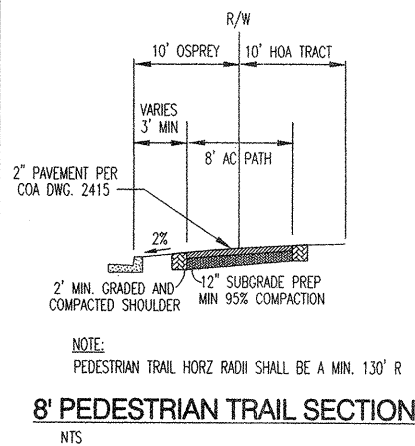 R/W
10' OSPREY
10' HOA TRACT
VARIES
3' MIN
8' AC PATH
2" PAVEMENT PER
COA DWG. 2415
2%
2' MIN. GRADED AND
COMPACTED SHOULDER
12" SUBGRADE PREP
MIN 95% COMPACTION
NOTE:
PEDESTRIAN TRAIL HORZ RADII SHALL BE A MIN. 130' R
8' PEDESTRIAN TRAIL SECTION
NTS